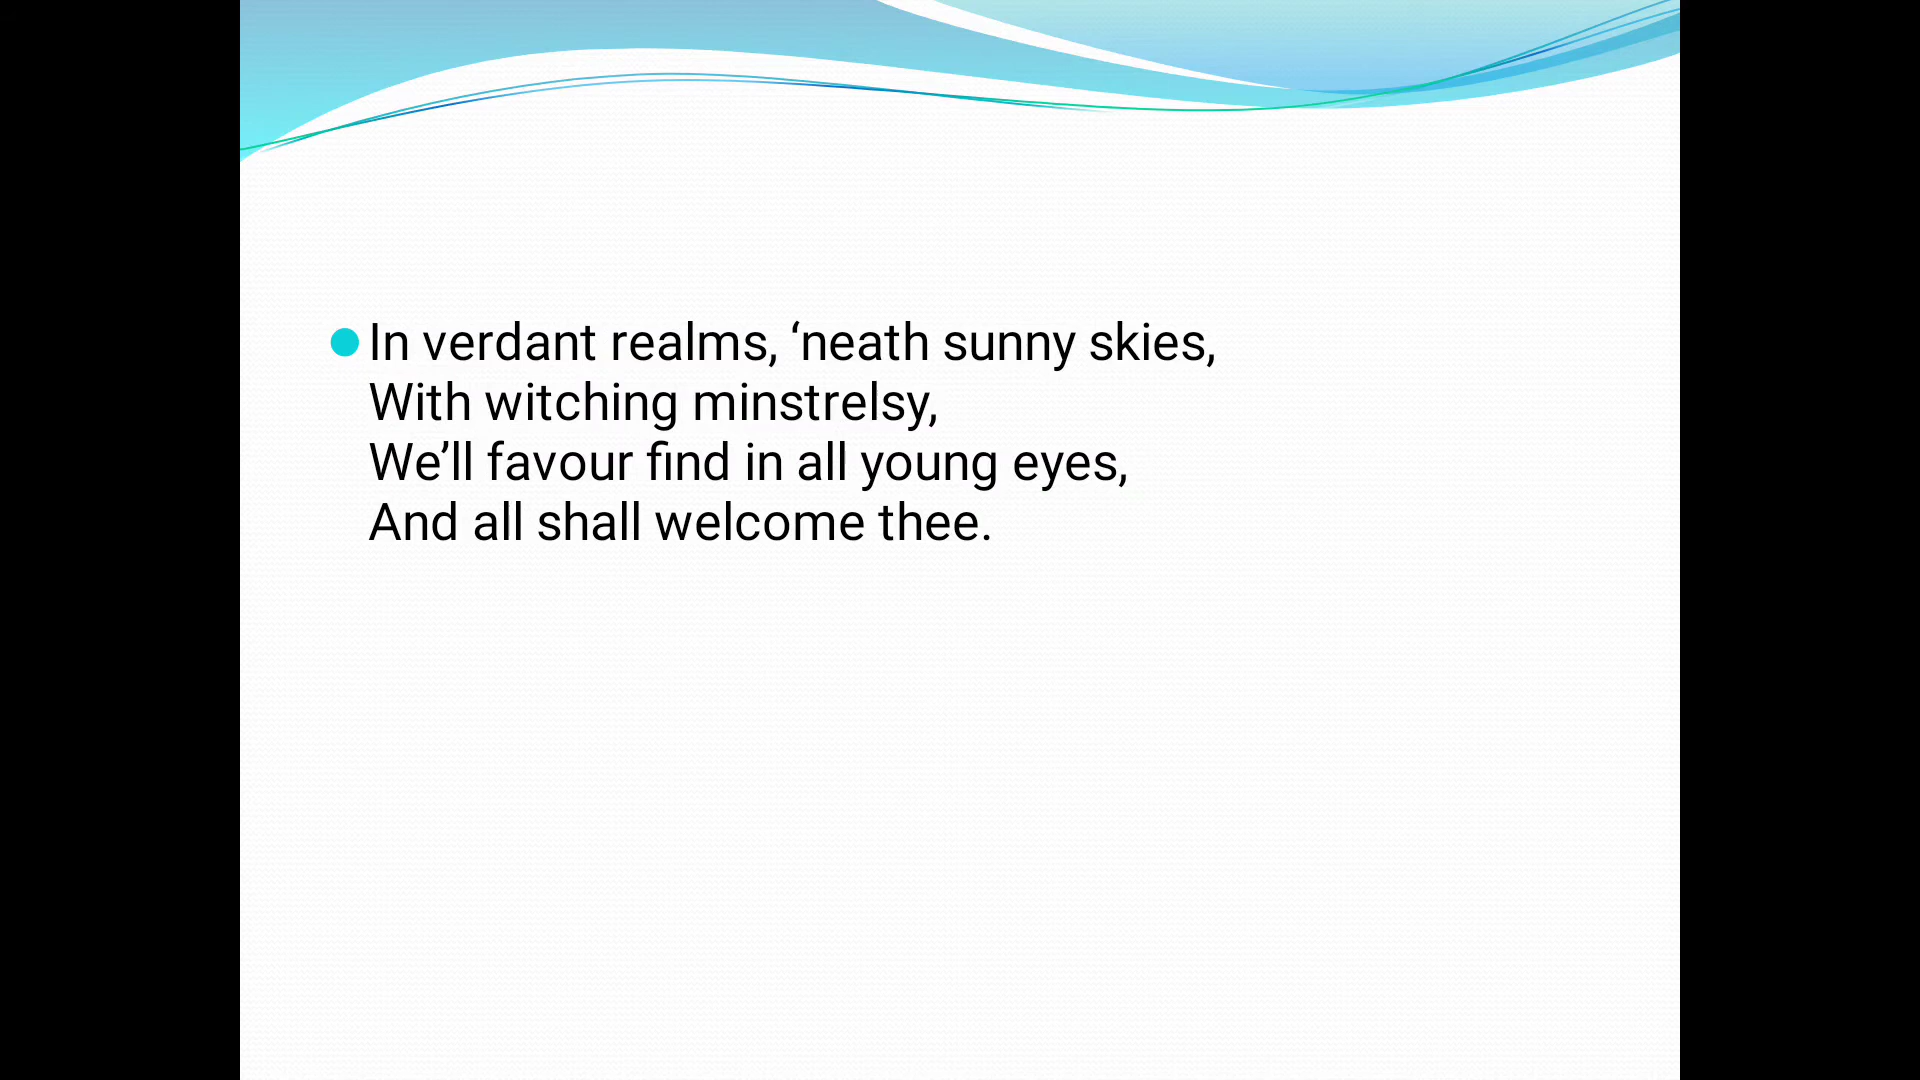 In verdant realms, ‘neath sunny skies,
With witching minstrelsy,
We’ll favour find in all young eyes,
And all shall welcome thee.